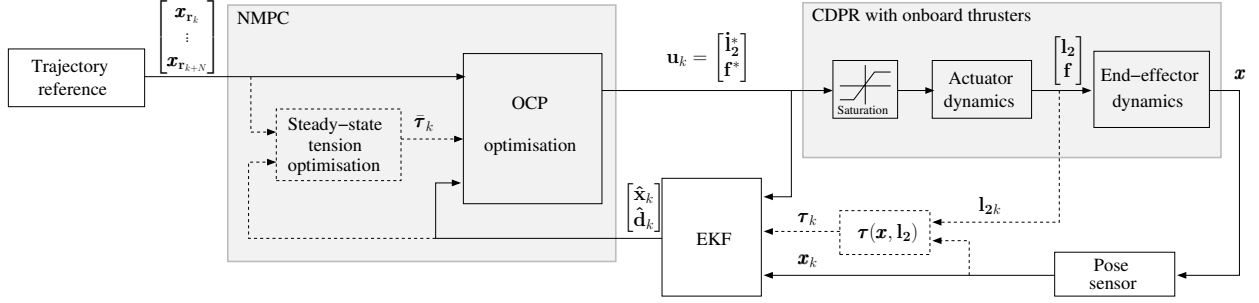 NMPC
CDPR with onboard thrusters
𝒙_{r_k}
⋮
𝒙_{r_{k+N}}
Trajectory
reference
OCP
optimisation
Steady−state
tension
optimisation
τ̄_k
u_k = [l̇_2^*
f^*]
Saturation
Actuator
dynamics
l_2
f
End−effector
dynamics
𝒙
x̂_k
d̂_k
EKF
τ_k
τ(𝒙, l_2)
l_{2k}
𝒙_k
Pose
sensor